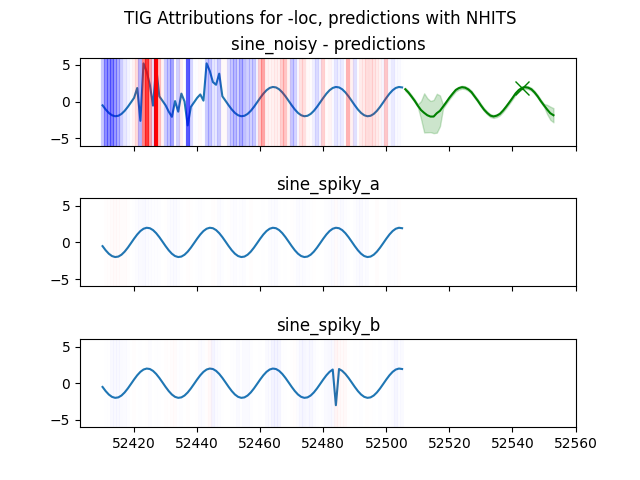 TIG Attributions for -loc, predictions with NHITS
sine_noisy - predictions
5
0
−5
sine_spiky_a
5
0
−5
sine_spiky_b
5
0
−5
52420 52440 52460 52480 52500 52520 52540 52560